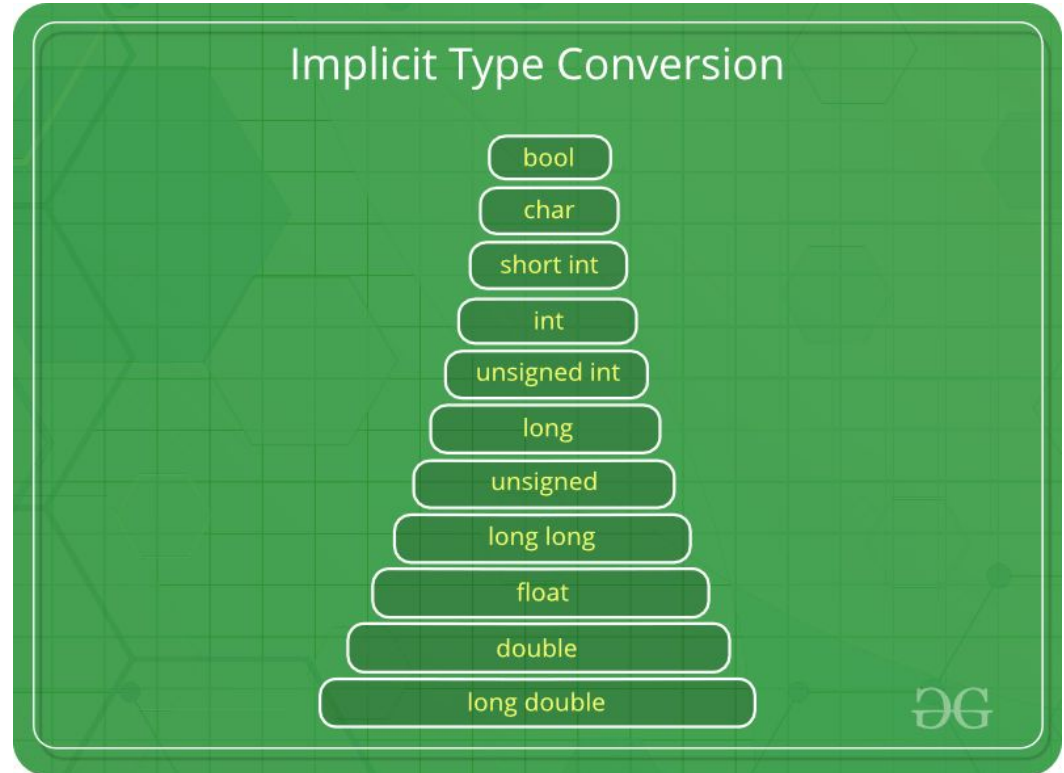 Implicit Type Conversion
bool
char
short int
int
unsigned int
long
unsigned
long long
float
double
long double